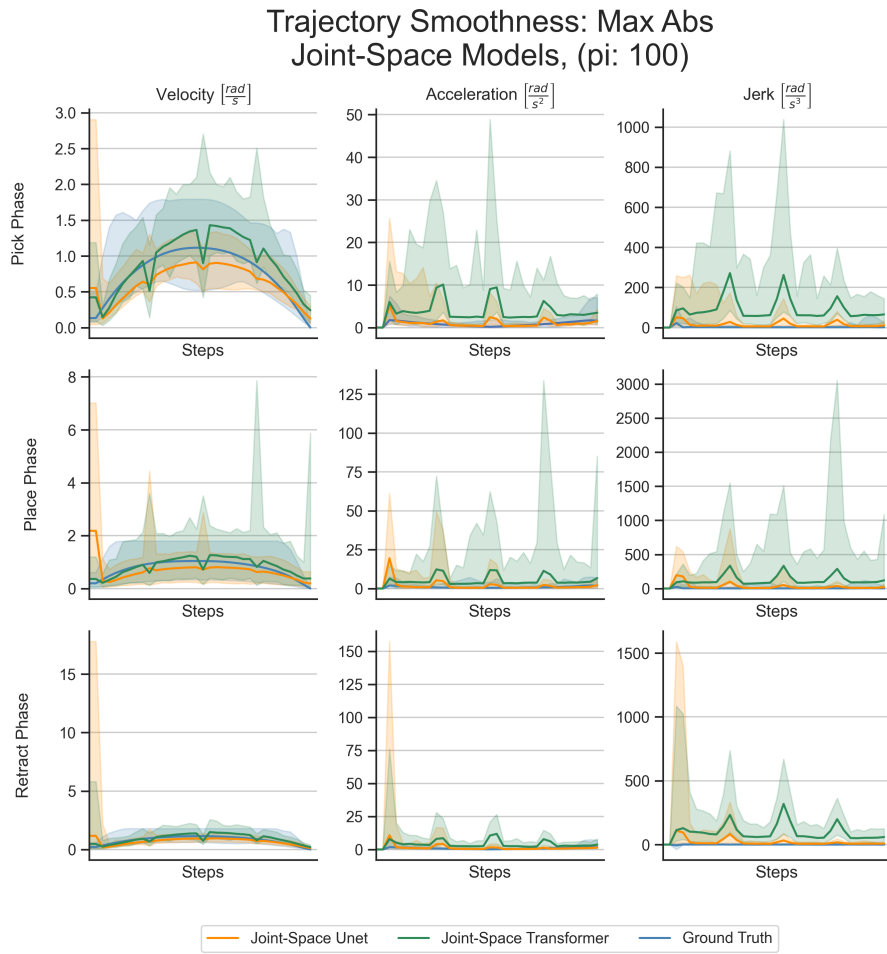 Trajectory Smoothness: Max Abs
Joint-Space Models, (pi: 100)
Velocity [rad/s]
Acceleration [rad/s²]
Jerk [rad/s³]
Pick Phase
3.0
2.5
2.0
1.5
1.0
0.5
0.0
Steps
50
40
30
20
10
0
Steps
1000
800
600
400
200
0
Steps
Place Phase
8
6
4
2
0
Steps
125
100
75
50
25
0
Steps
3000
2500
2000
1500
1000
500
0
Steps
Retract Phase
15
10
5
0
Steps
150
125
100
75
50
25
0
Steps
1500
1000
500
0
Steps
Joint-Space Unet
Joint-Space Transformer
Ground Truth